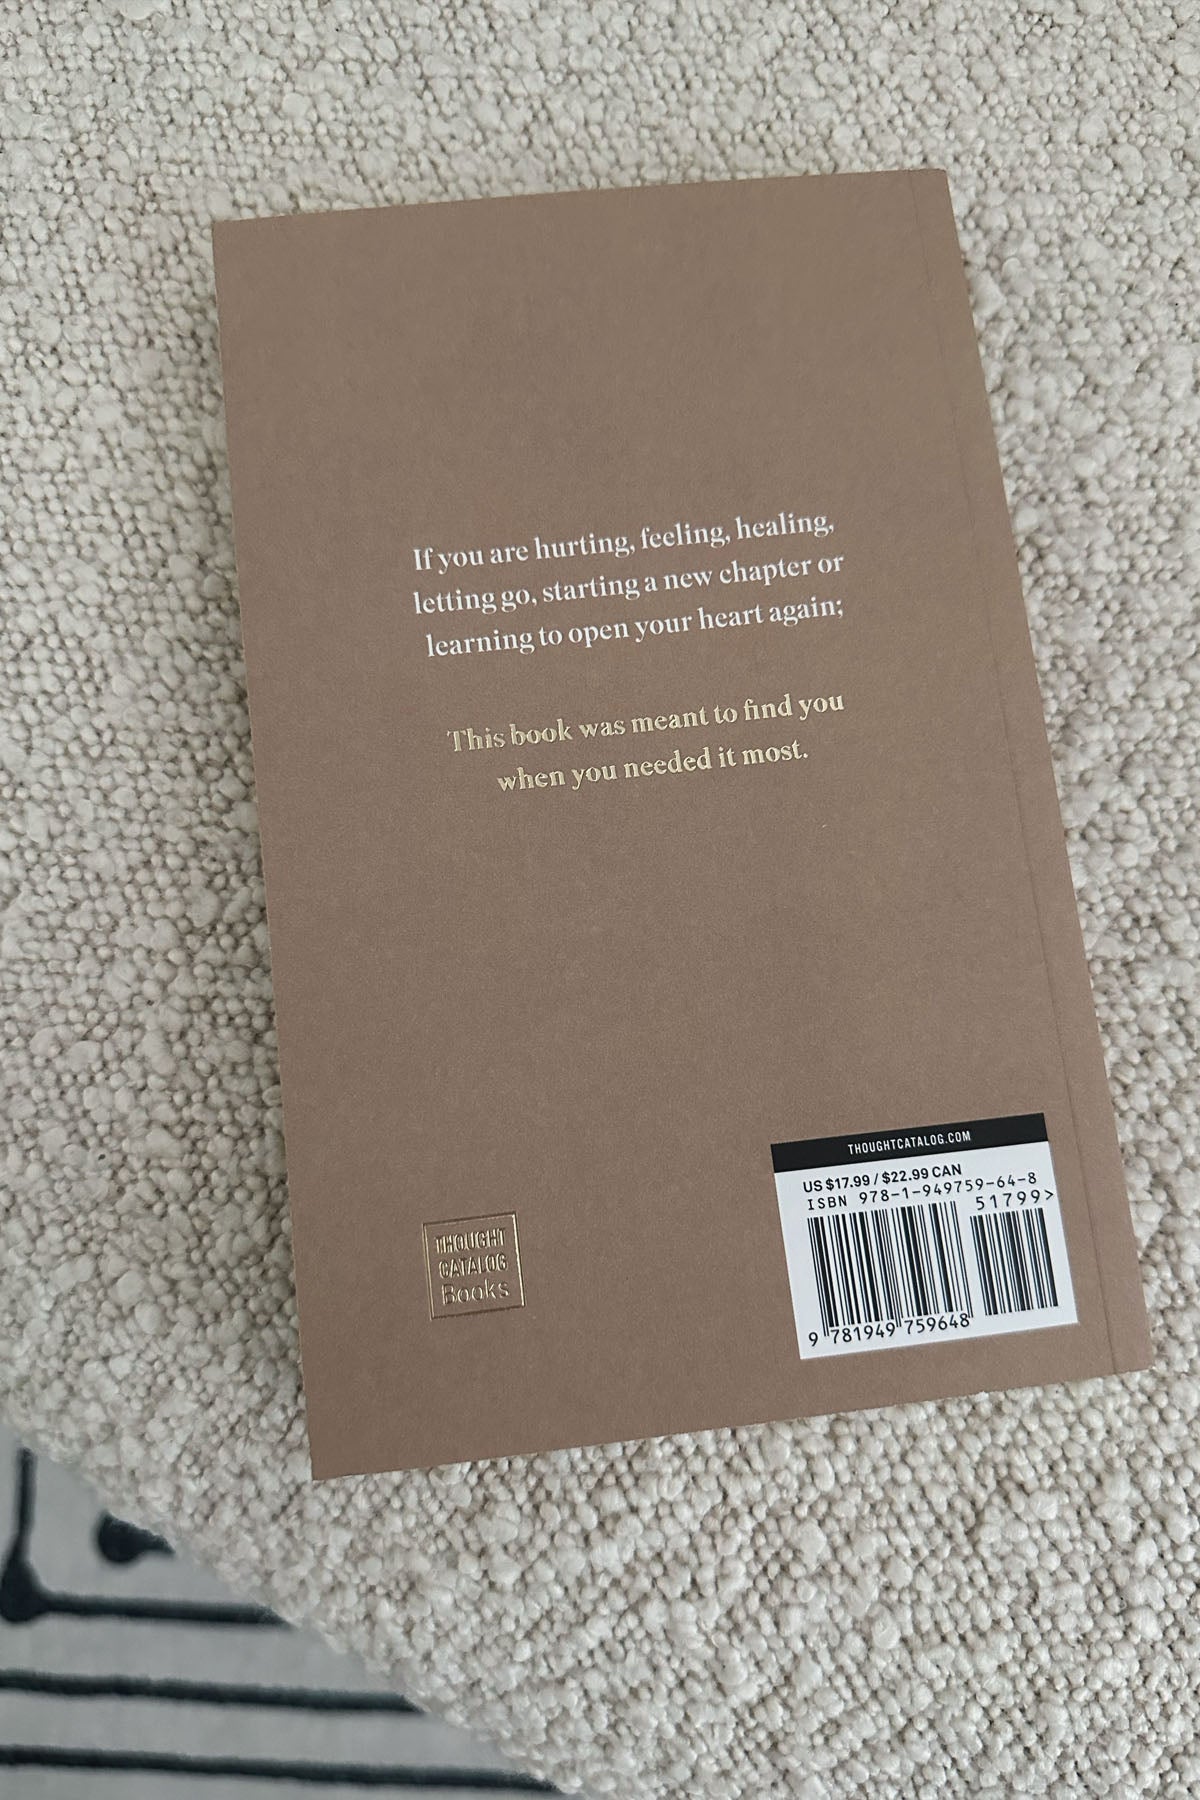 If you are hurting, feeling, healing,
letting go, starting a new chapter or
learning to open your heart again;
This book was meant to find you
when you needed it most.
THOUGHT
CATALOG
Books
THOUGHTCATALOG.COM
US $17.99 / $22.99 CAN
ISBN 978-1-949759-64-8
51799>
9 781949 759648